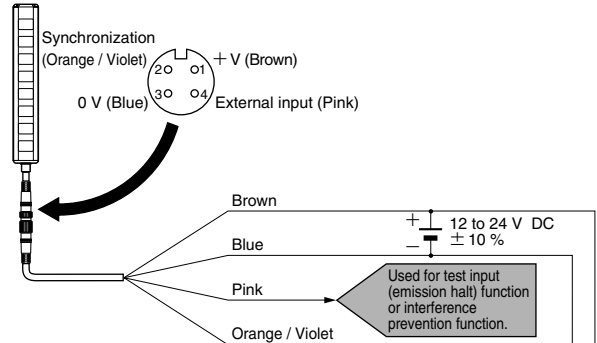 Synchronization
(Orange / Violet)
+ V (Brown)
2 1
3 4
0 V (Blue)
External input (Pink)
Brown
+
12 to 24 V DC
± 10 %
−
Blue
Pink
Used for test input
(emission halt) function
or interference
prevention function.
Orange / Violet